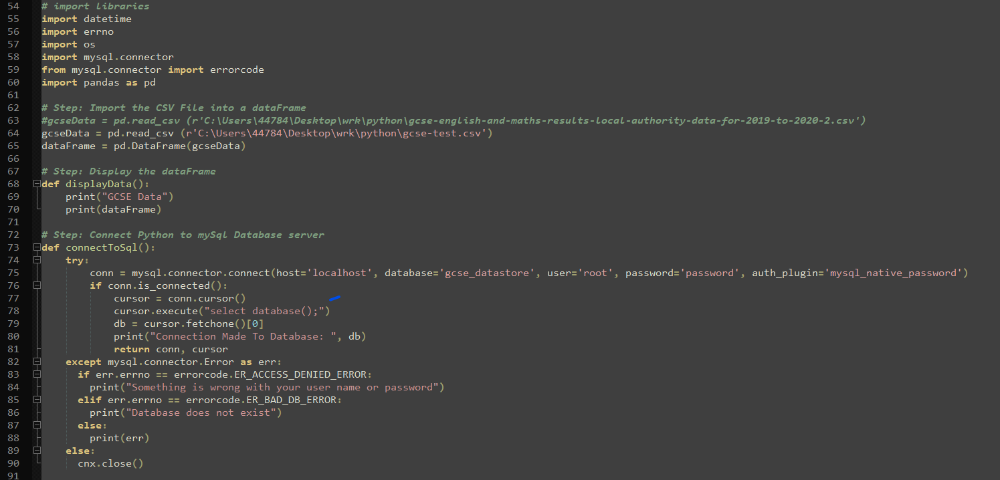 54 # import libraries
55 import datetime
56 import errno
57 import os
58 import mysql.connector
59 from mysql.connector import errorcode
60 import pandas as pd
61
62 # Step: Import the CSV File into a dataFrame
63 #gcseData = pd.read_csv (r'C:\Users\44784\Desktop\wrk\python\gcse-english-and-maths-results-local-authority-data-for-2019-to-2020-2.csv')
64 gcseData = pd.read_csv (r'C:\Users\44784\Desktop\wrk\python\gcse-test.csv')
65 dataFrame = pd.DataFrame(gcseData)
66
67 # Step: Display the dataFrame
68 def displayData():
69     print("GCSE Data")
70     print(dataFrame)
71
72 # Step: Connect Python to mySql Database server
73 def connectToSql():
74     try:
75         conn = mysql.connector.connect(host='localhost', database='gcse_datastore', user='root', password='password', auth_plugin='mysql_native_password')
76         if conn.is_connected():
77             cursor = conn.cursor()
78             cursor.execute("select database();")
79             db = cursor.fetchone()[0]
80             print("Connection Made To Database: ", db)
81             return conn, cursor
82     except mysql.connector.Error as err:
83       if err.errno == errorcode.ER_ACCESS_DENIED_ERROR:
84         print("Something is wrong with your user name or password")
85       elif err.errno == errorcode.ER_BAD_DB_ERROR:
86         print("Database does not exist")
87       else:
88         print(err)
89     else:
90       cnx.close()
91